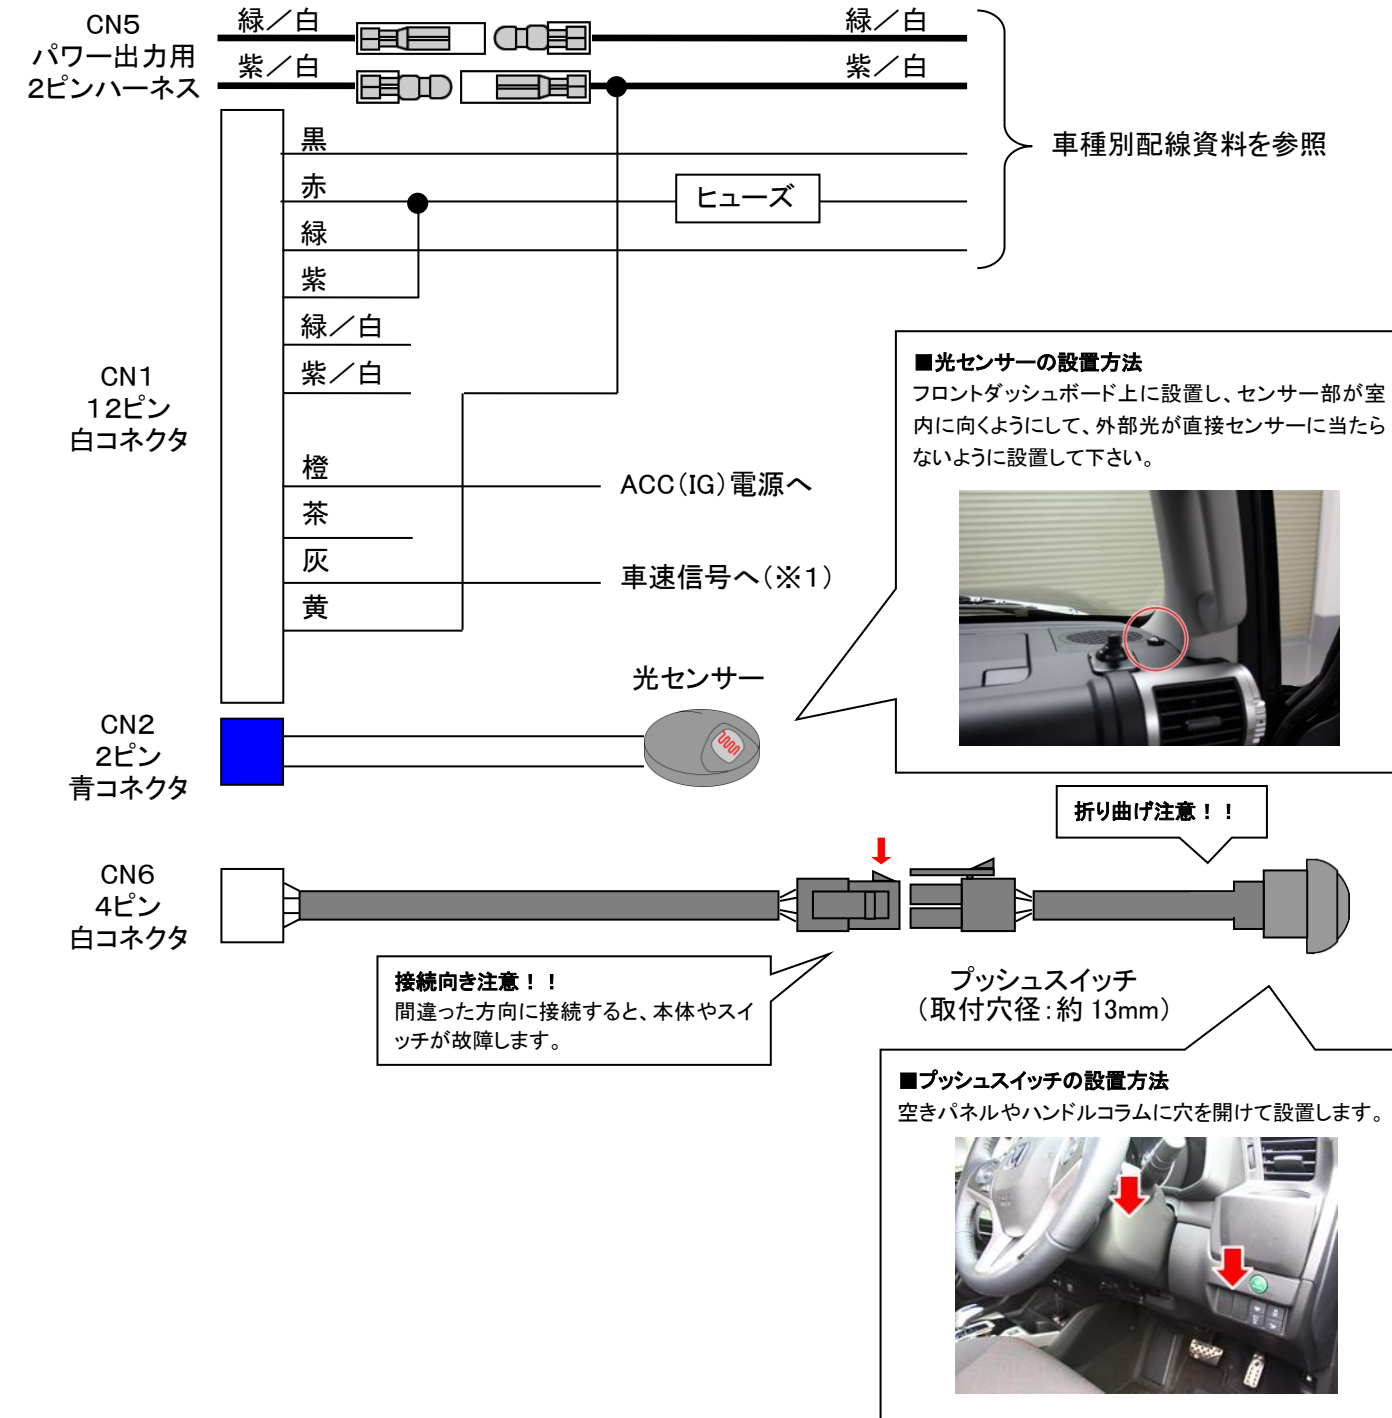 CN5
パワー出力用
2ピンハーネス
緑／白
緑／白
紫／白
紫／白
黒
赤
ヒューズ
緑
紫
緑／白
紫／白
車種別配線資料を参照
CN1
12ピン
白コネクタ
橙
ACC(IG)電源へ
茶
灰
車速信号へ(※1)
黄
■光センサーの設置方法
フロントダッシュボード上に設置し、センサー部が室
内に向くようにして、外部光が直接センサーに当たら
ないように設置して下さい。
光センサー
CN2
2ピン
青コネクタ
折り曲げ注意！！
CN6
4ピン
白コネクタ
接続向き注意！！
間違った方向に接続すると、本体やスイ
ッチが故障します。
プッシュスイッチ
(取付穴径：約 13mm)
■プッシュスイッチの設置方法
空きパネルやハンドルコラムに穴を開けて設置します。